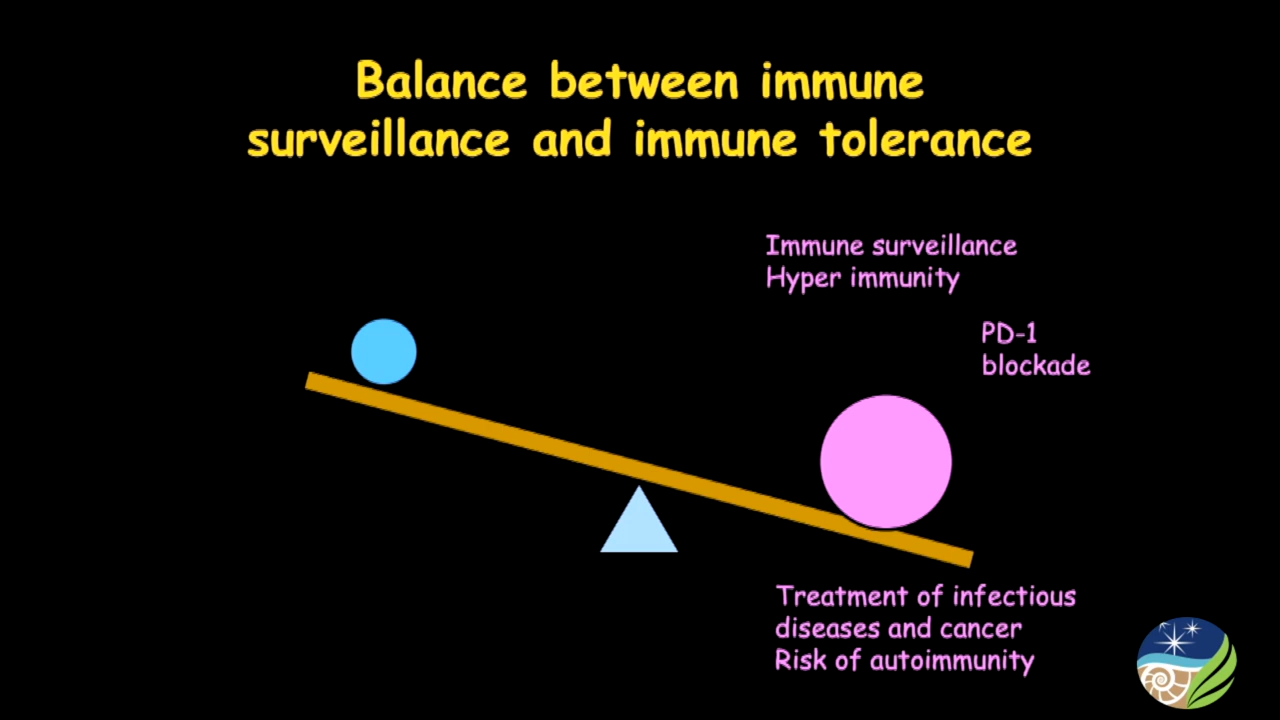 Balance between immune
surveillance and immune tolerance
Immune surveillance
Hyper immunity
PD-1
blockade
Treatment of infectious
diseases and cancer
Risk of autoimmunity